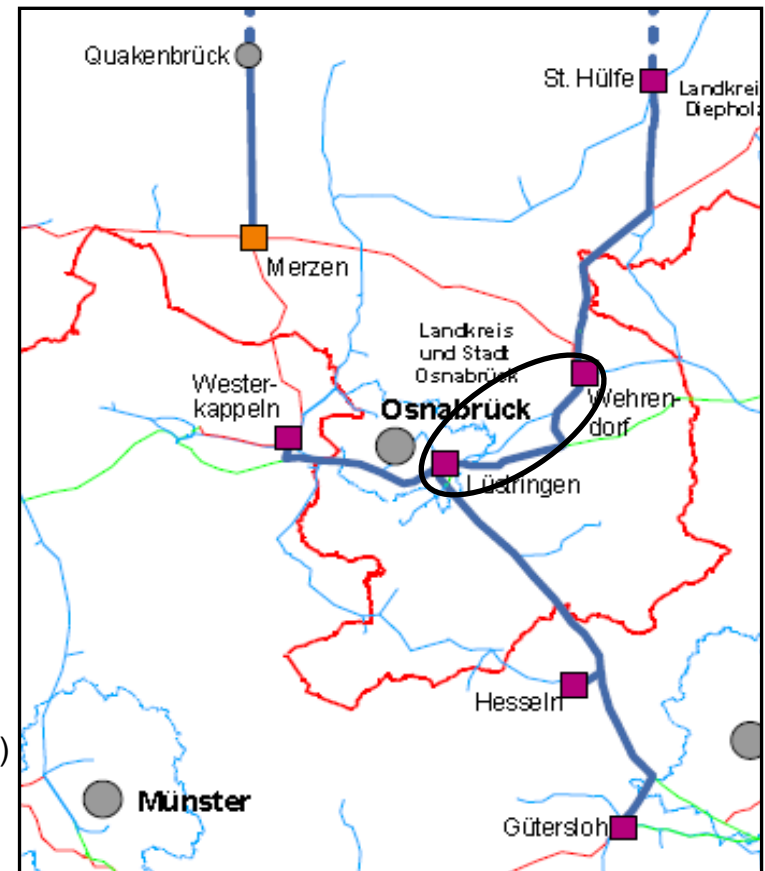 Quakenbrück
St. Hülfe
Landkrei
Diephol
Merzen
Landkreis
und Stadt
Osnabrück
Wester-
kappeln
Osnabrück
Wehren-
dorf
Lüstringen
Hesseln
)
Münster
Gütersloh